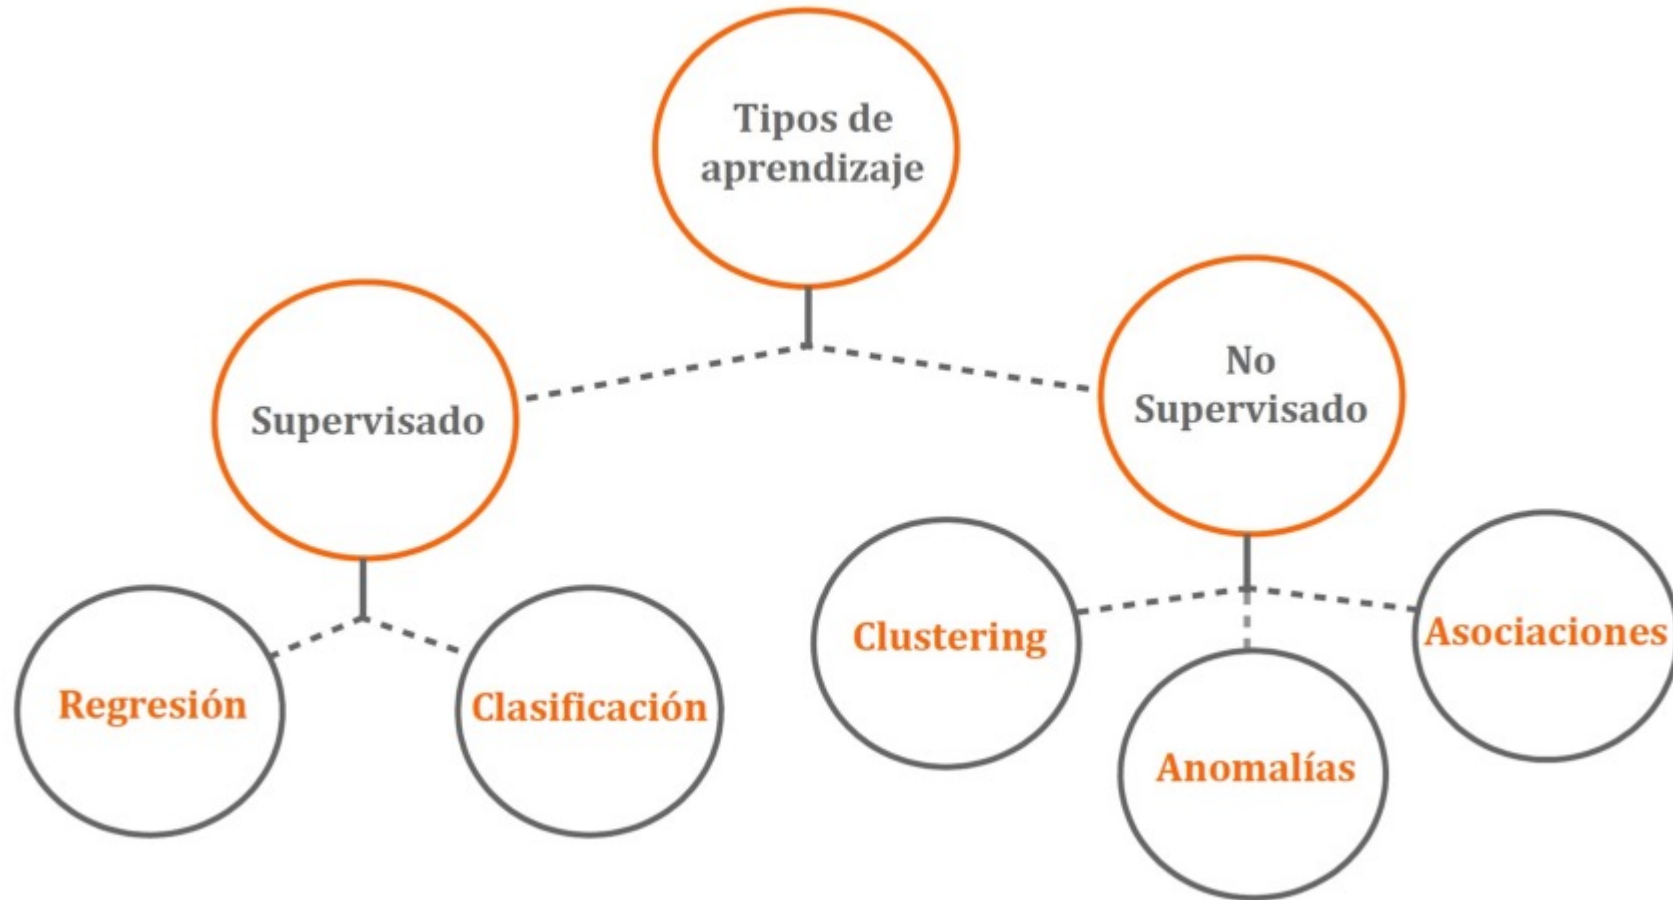 Tipos de
aprendizaje
Supervisado
No
Supervisado
Regresión
Clasificación
Clustering
Anomalías
Asociaciones